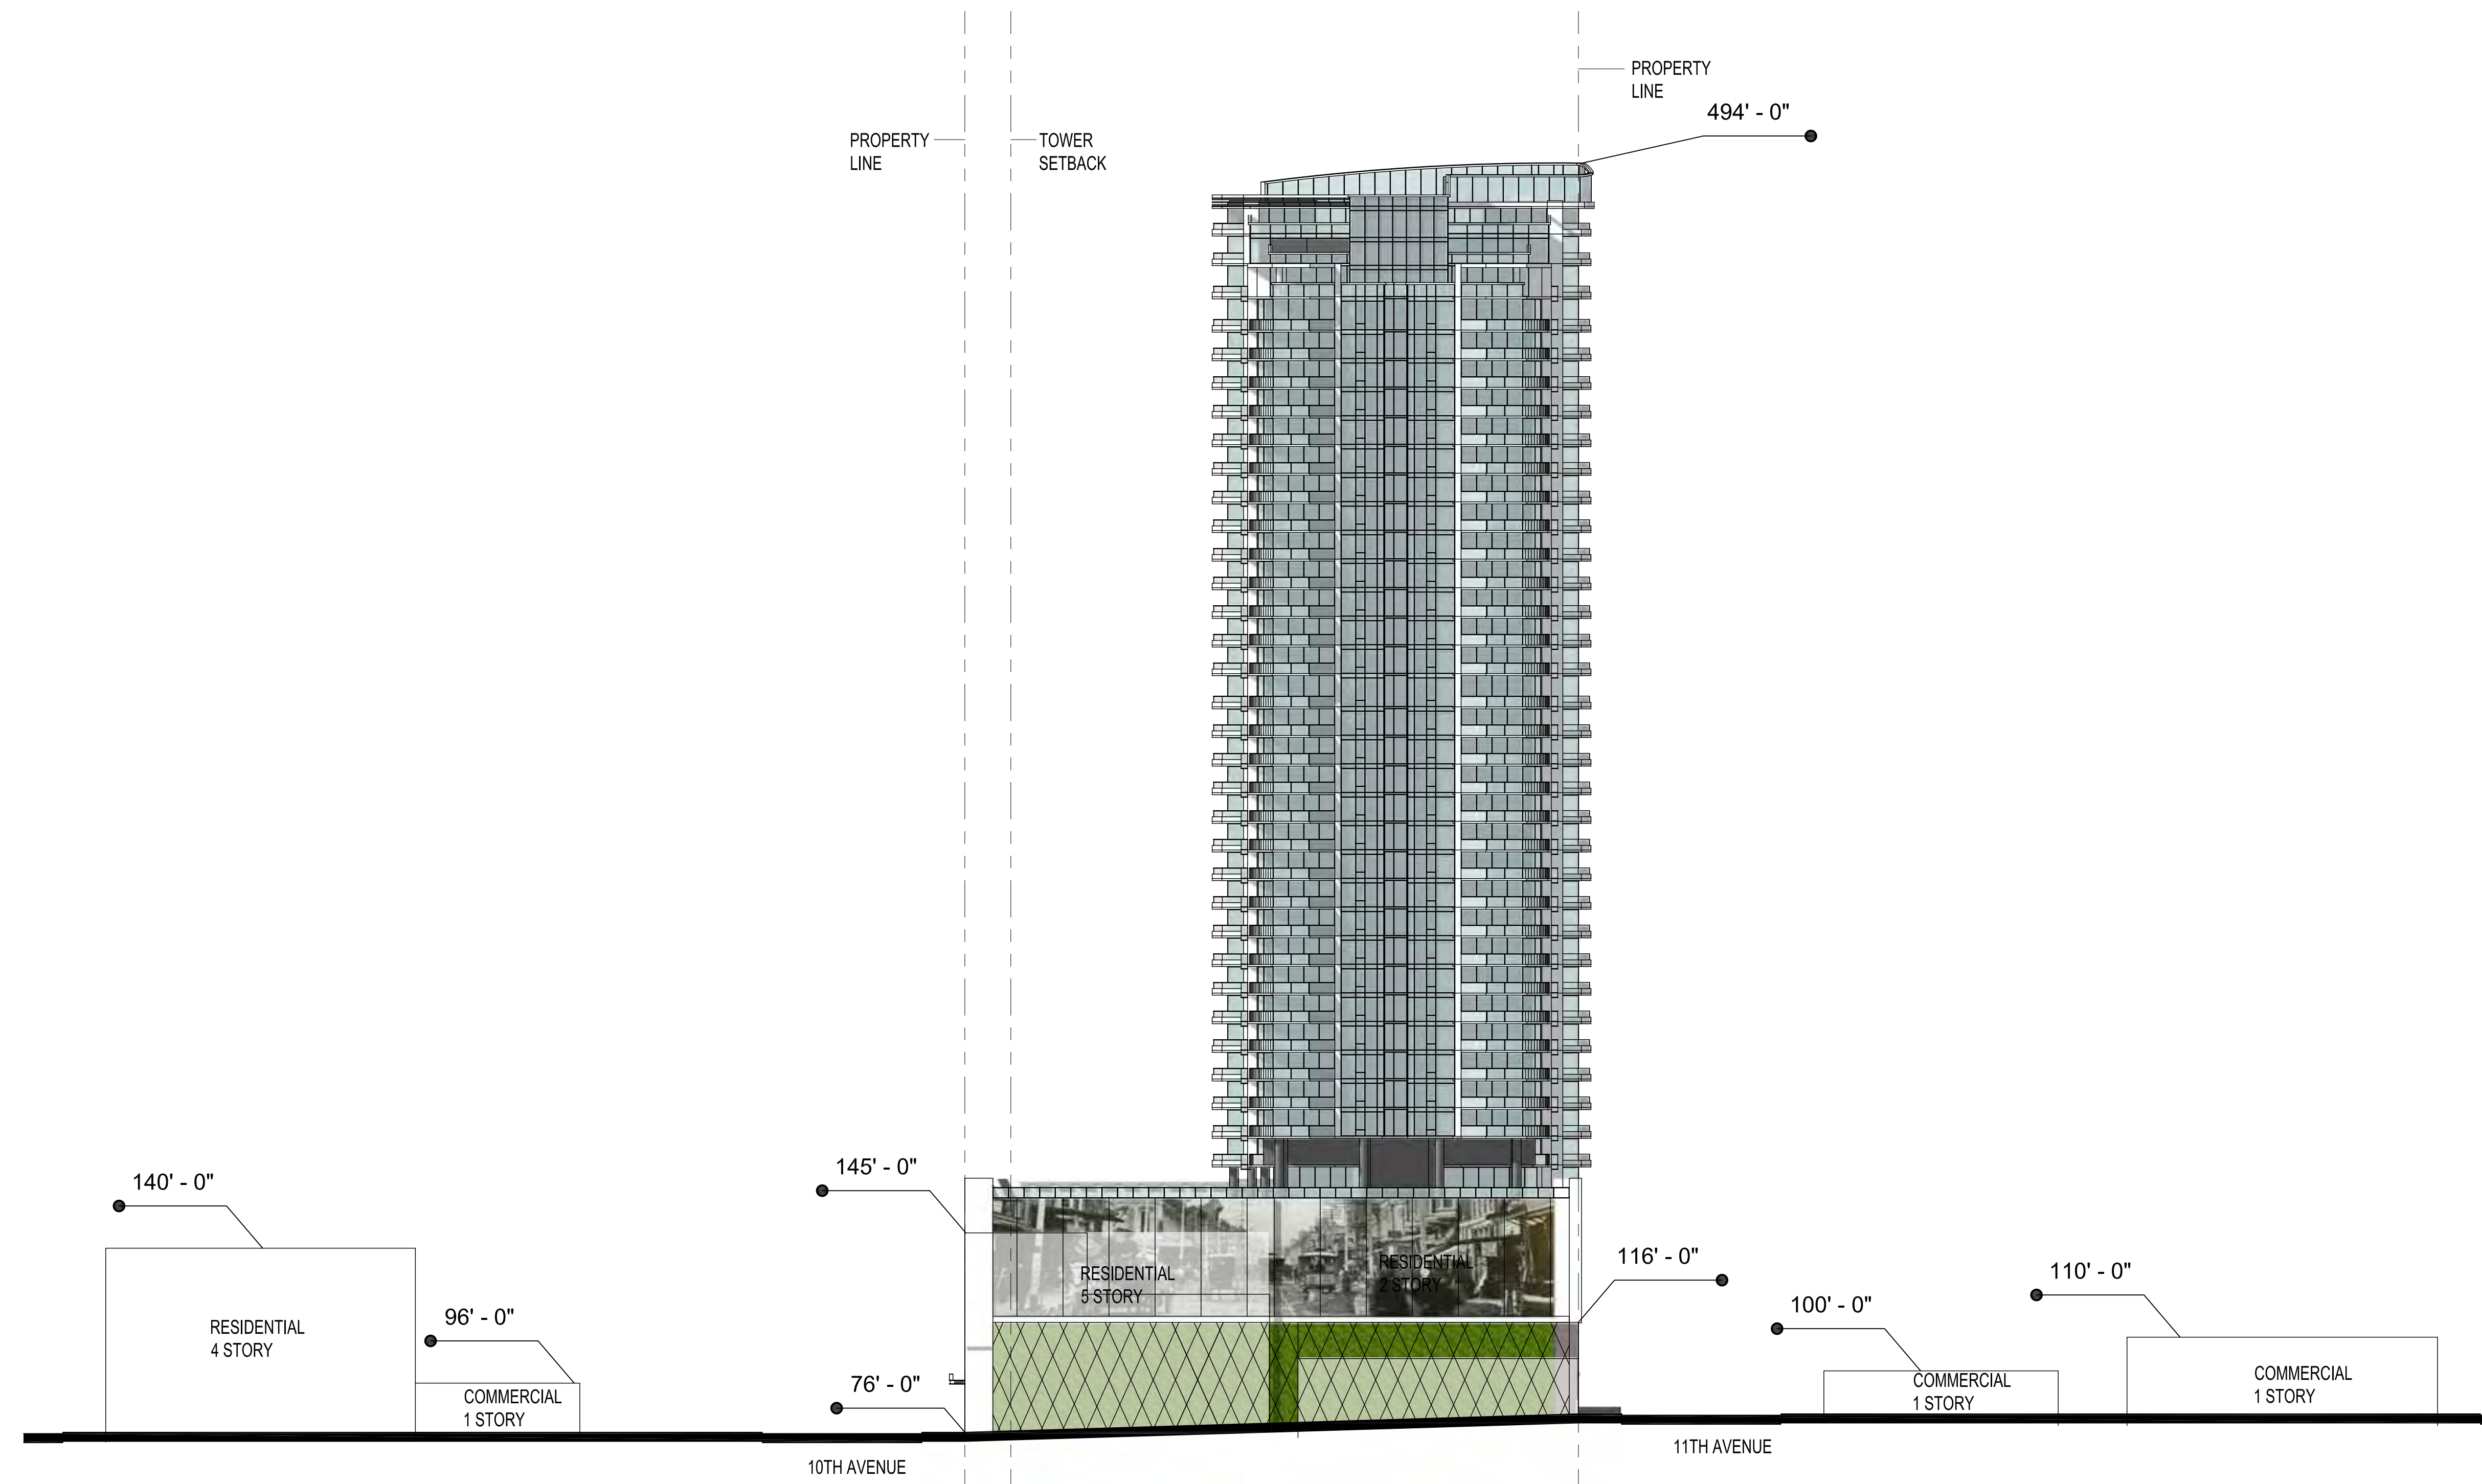 PROPERTY
LINE
494' - 0"
PROPERTY
LINE
TOWER
SETBACK
145' - 0"
140' - 0"
116' - 0"
RESIDENTIAL
2 STORY
RESIDENTIAL
5 STORY
110' - 0"
100' - 0"
96' - 0"
RESIDENTIAL
4 STORY
COMMERCIAL
1 STORY
COMMERCIAL
1 STORY
COMMERCIAL
1 STORY
76' - 0"
11TH AVENUE
10TH AVENUE